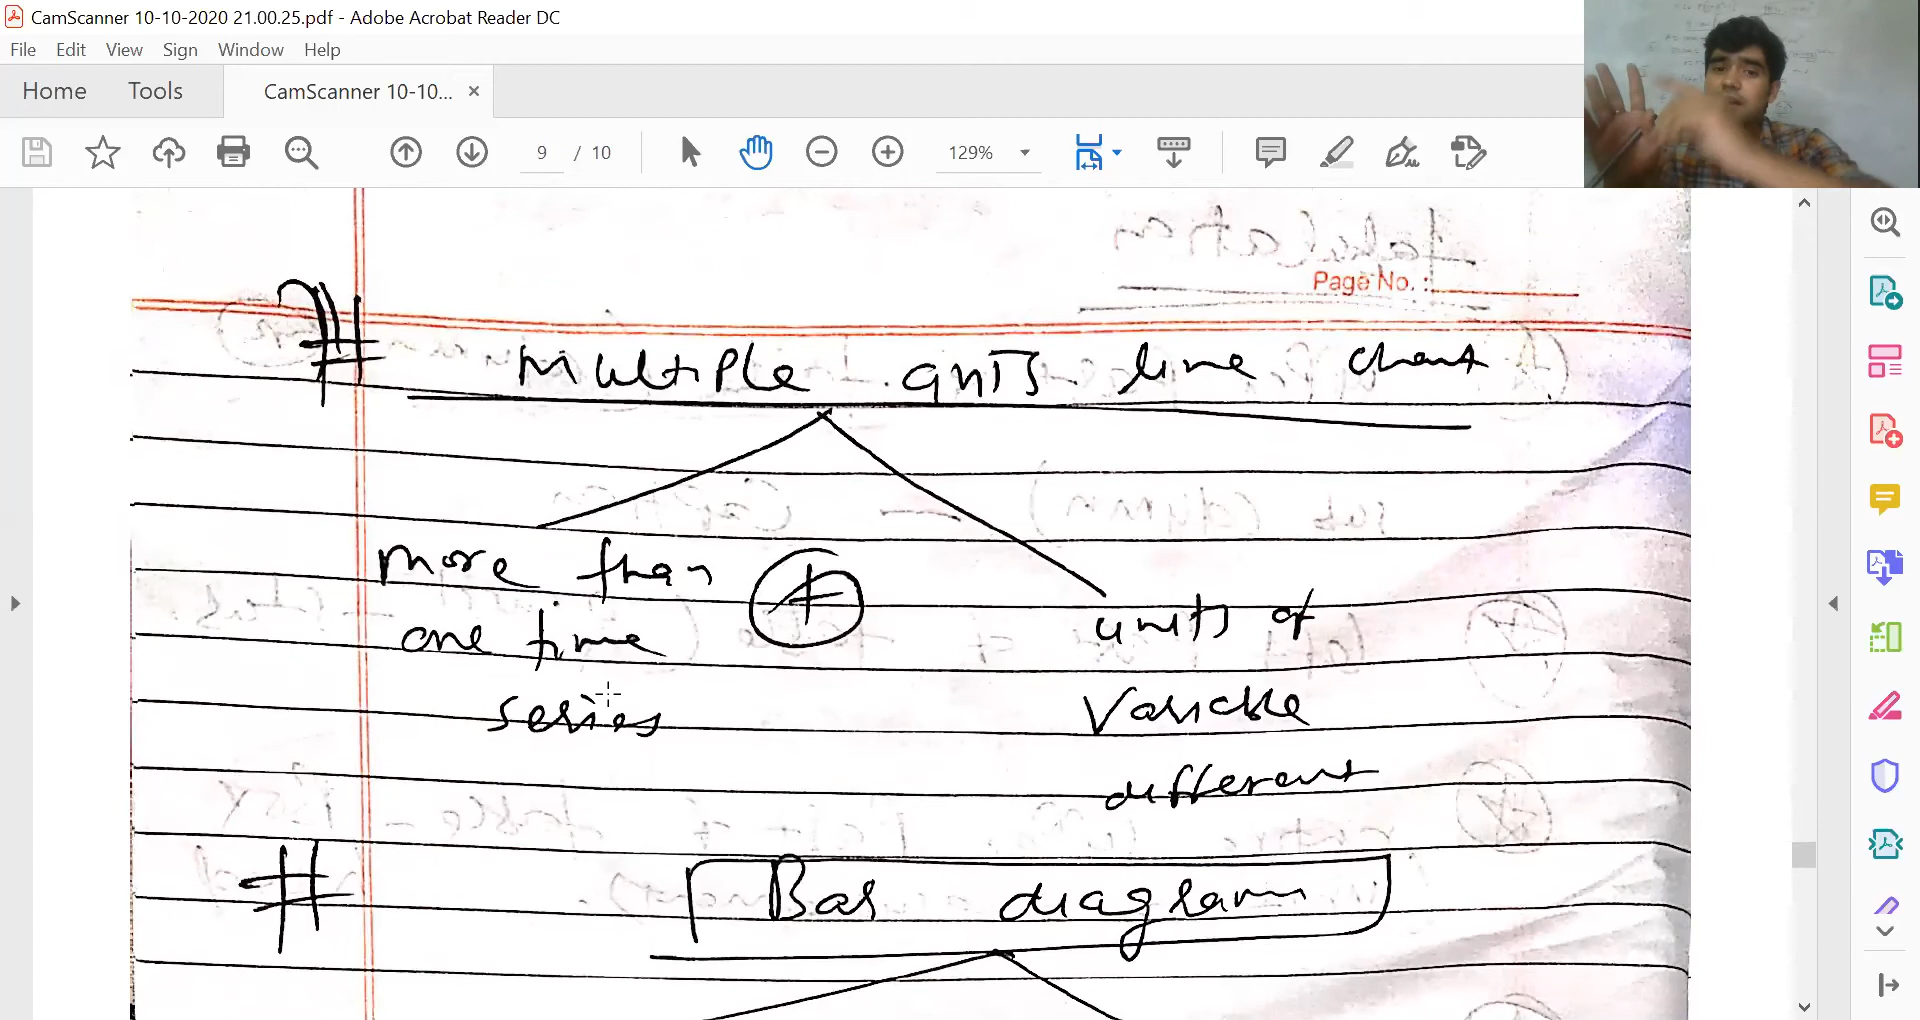 CamScanner 10-10-2020 21.00.25.pdf - Adobe Acrobat Reader DC
File Edit View Sign Window Help
Home Tools CamScanner 10-10... ×
9 / 10 129%
Page No. :
# Multiple axis line chart
more than
one time
series
+
units of
Variable
different
# Bar diagram